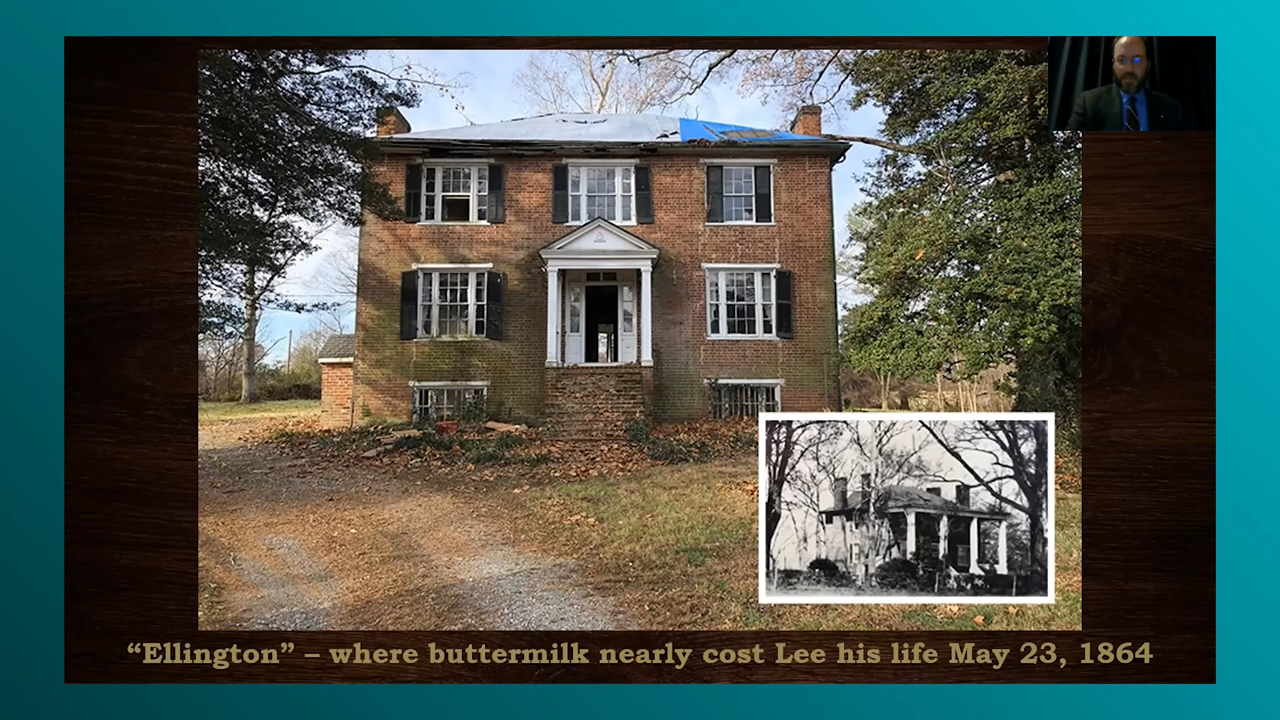 “Ellington” – where buttermilk nearly cost Lee his life May 23, 1864